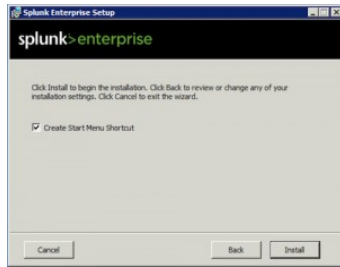 Splunk Enterprise Setup
splunk>enterprise
Click Install to begin the installation. Click Back to review or change any of your
installation settings. Click Cancel to exit the wizard.
Create Start Menu Shortcut
Cancel
Back
Install